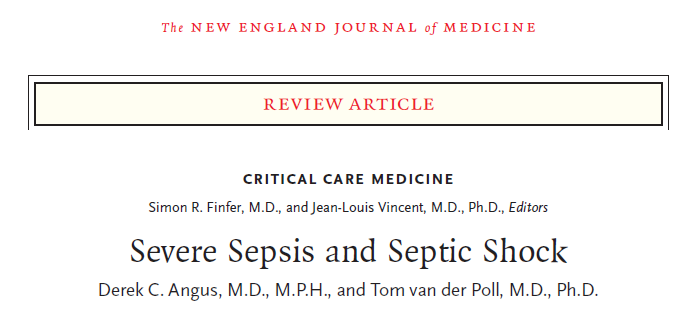 The NEW ENGLAND JOURNAL of MEDICINE
REVIEW ARTICLE
CRITICAL CARE MEDICINE
Simon R. Finfer, M.D., and Jean-Louis Vincent, M.D., Ph.D., Editors
Severe Sepsis and Septic Shock
Derek C. Angus, M.D., M.P.H., and Tom van der Poll, M.D., Ph.D.